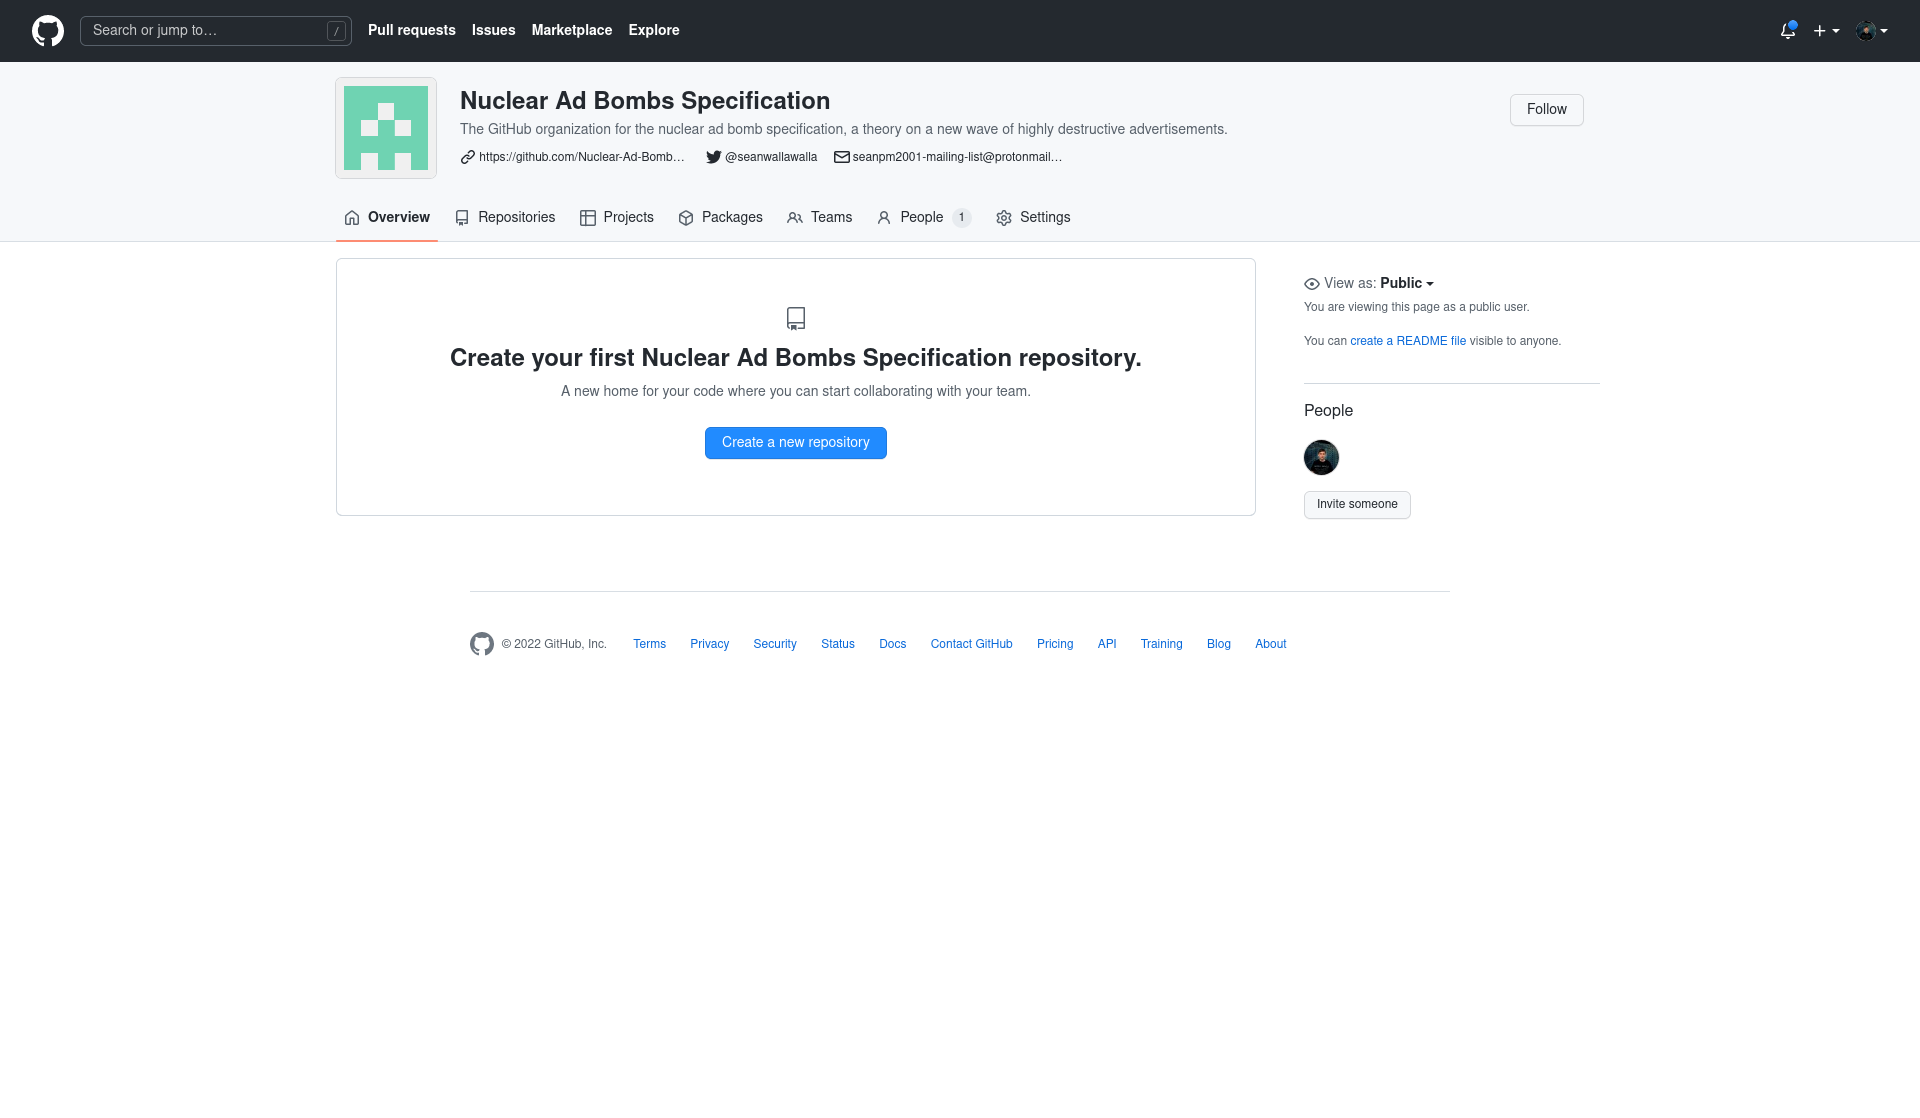 Search or jump to… /
Pull requests Issues Marketplace Explore
Nuclear Ad Bombs Specification
Follow
The GitHub organization for the nuclear ad bomb specification, a theory on a new wave of highly destructive advertisements.
https://github.com/Nuclear-Ad-Bomb… @seanwallawalla seanpm2001-mailing-list@protonmail…
Overview Repositories Projects Packages Teams People 1 Settings
Create your first Nuclear Ad Bombs Specification repository.
A new home for your code where you can start collaborating with your team.
Create a new repository
View as: Public
You are viewing this page as a public user.
You can create a README file visible to anyone.
People
Invite someone
© 2022 GitHub, Inc. Terms Privacy Security Status Docs Contact GitHub Pricing API Training Blog About